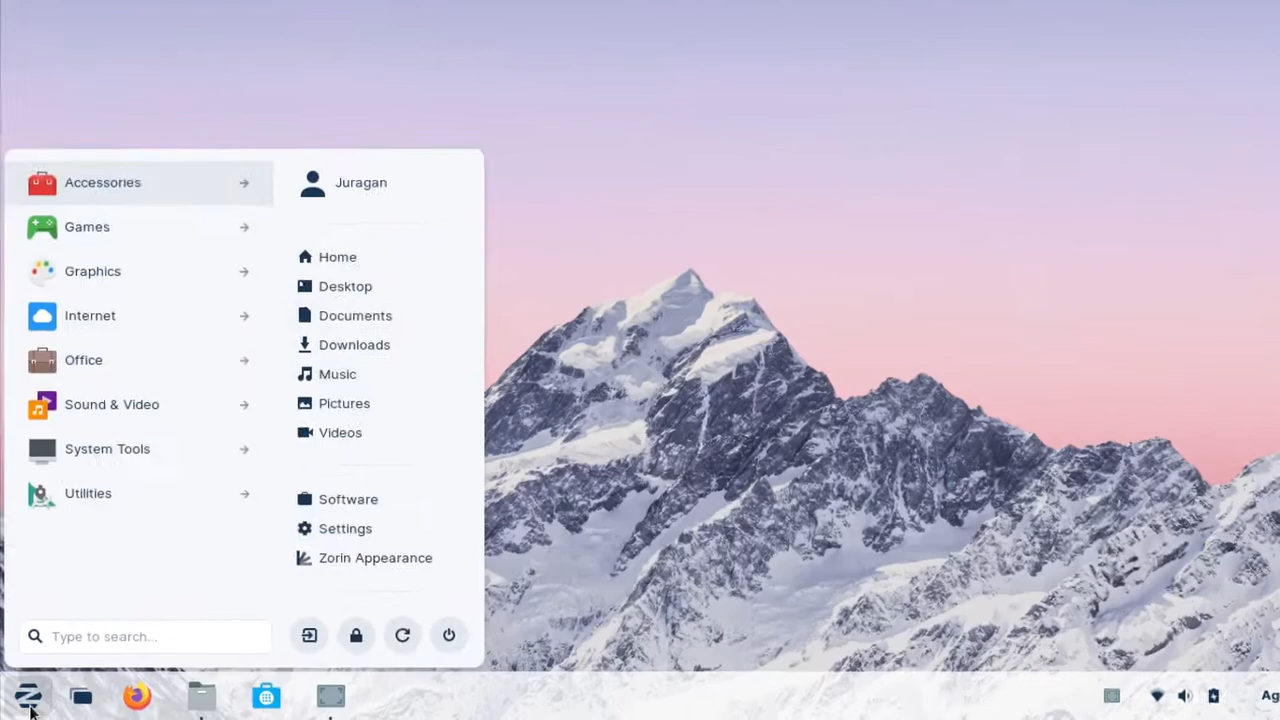 Accessories
Games
Graphics
Internet
Office
Sound & Video
System Tools
Utilities
Type to search...
Juragan
Home
Desktop
Documents
Downloads
Music
Pictures
Videos
Software
Settings
Zorin Appearance
Ag